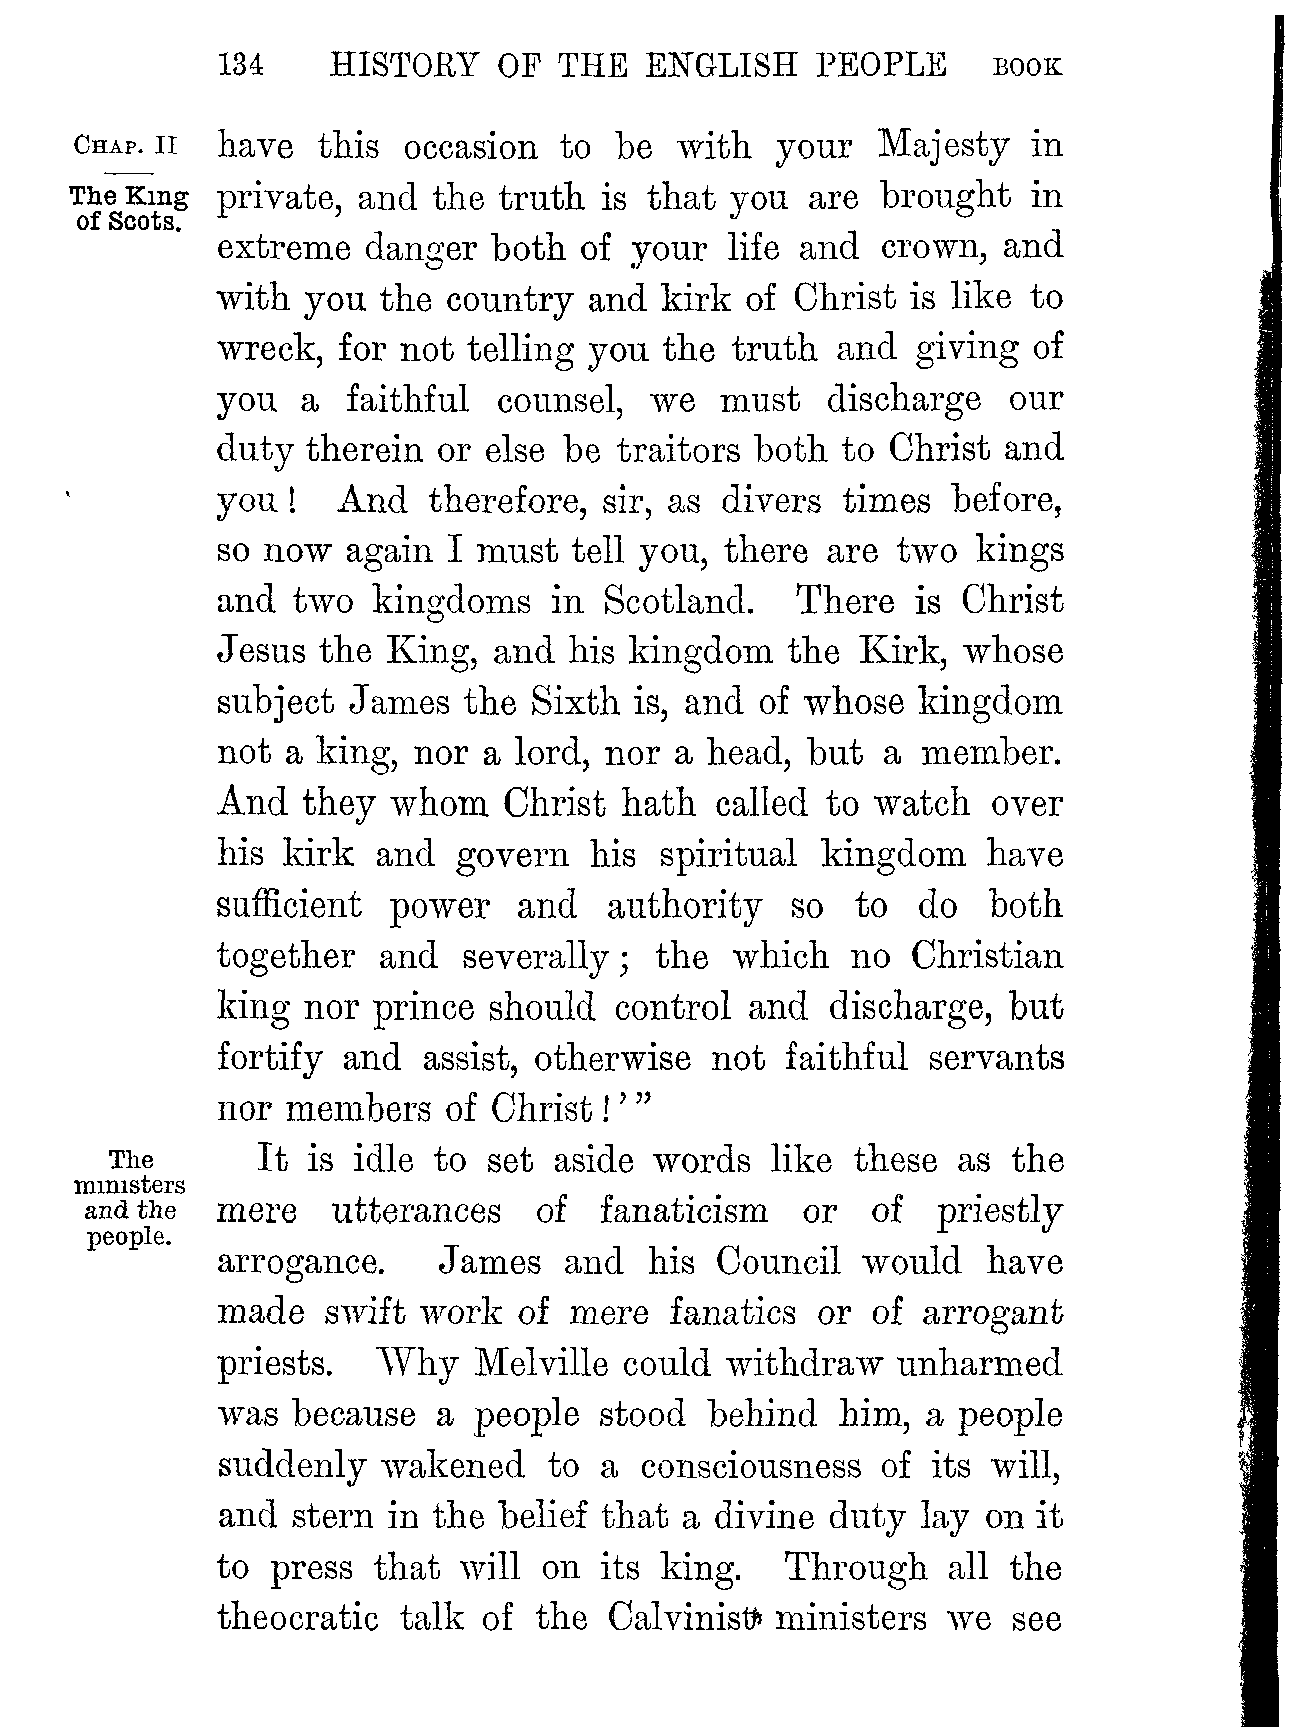 134 HISTORY OF THE ENGLISH PEOPLE BOOK
CHAP. II
The King
of Scots.
have this occasion to be with your Majesty in
private, and the truth is that you are brought in
extreme danger both of your life and crown, and
with you the country and kirk of Christ is like to
wreck, for not telling you the truth and giving of
you a faithful counsel, we must discharge our
duty therein or else be traitors both to Christ and
you! And therefore, sir, as divers times before,
so now again I must tell you, there are two kings
and two kingdoms in Scotland. There is Christ
Jesus the King, and his kingdom the Kirk, whose
subject James the Sixth is, and of whose kingdom
not a king, nor a lord, nor a head, but a member.
And they whom Christ hath called to watch over
his kirk and govern his spiritual kingdom have
sufficient power and authority so to do both
together and severally; the which no Christian
king nor prince should control and discharge, but
fortify and assist, otherwise not faithful servants
nor members of Christ!'"
The
ministers
and the
people.
It is idle to set aside words like these as the
mere utterances of fanaticism or of priestly
arrogance. James and his Council would have
made swift work of mere fanatics or of arrogant
priests. Why Melville could withdraw unharmed
was because a people stood behind him, a people
suddenly wakened to a consciousness of its will,
and stern in the belief that a divine duty lay on it
to press that will on its king. Through all the
theocratic talk of the Calvinist ministers we see